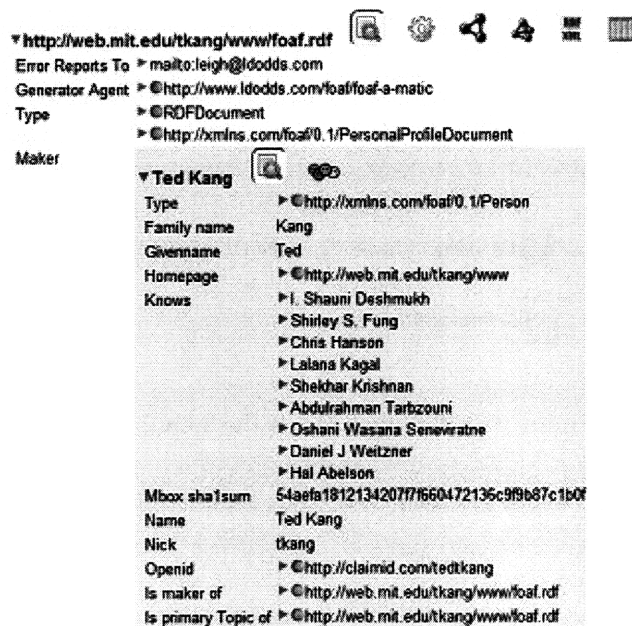 http://web.mit.edu/tkang/www/foaf.rdf
Error Reports To mailto:leigh@ldodds.com
Generator Agent http://www.ldodds.com/foaf/foaf-a-matic
Type RDFDocument
http://xmlns.com/foaf/0.1/PersonalProfileDocument
Maker
Ted Kang
Type http://xmlns.com/foaf/0.1/Person
Family name Kang
Givenname Ted
Homepage http://web.mit.edu/tkang/www
Knows I. Shauni Deshmukh
Shirley S. Fung
Chris Hanson
Lalana Kagal
Shekhar Krishnan
Abdulrahman Tarbzouni
Oshani Wasana Seneviratne
Daniel J Weitzner
Hal Abelson
Mbox sha1sum 54aefa1812134207f7f660472136c9f9b87c1b0f
Name Ted Kang
Nick tkang
Openid http://claimid.com/tedtkang
Is maker of http://web.mit.edu/tkang/www/foaf.rdf
Is primary Topic of http://web.mit.edu/tkang/www/foaf.rdf